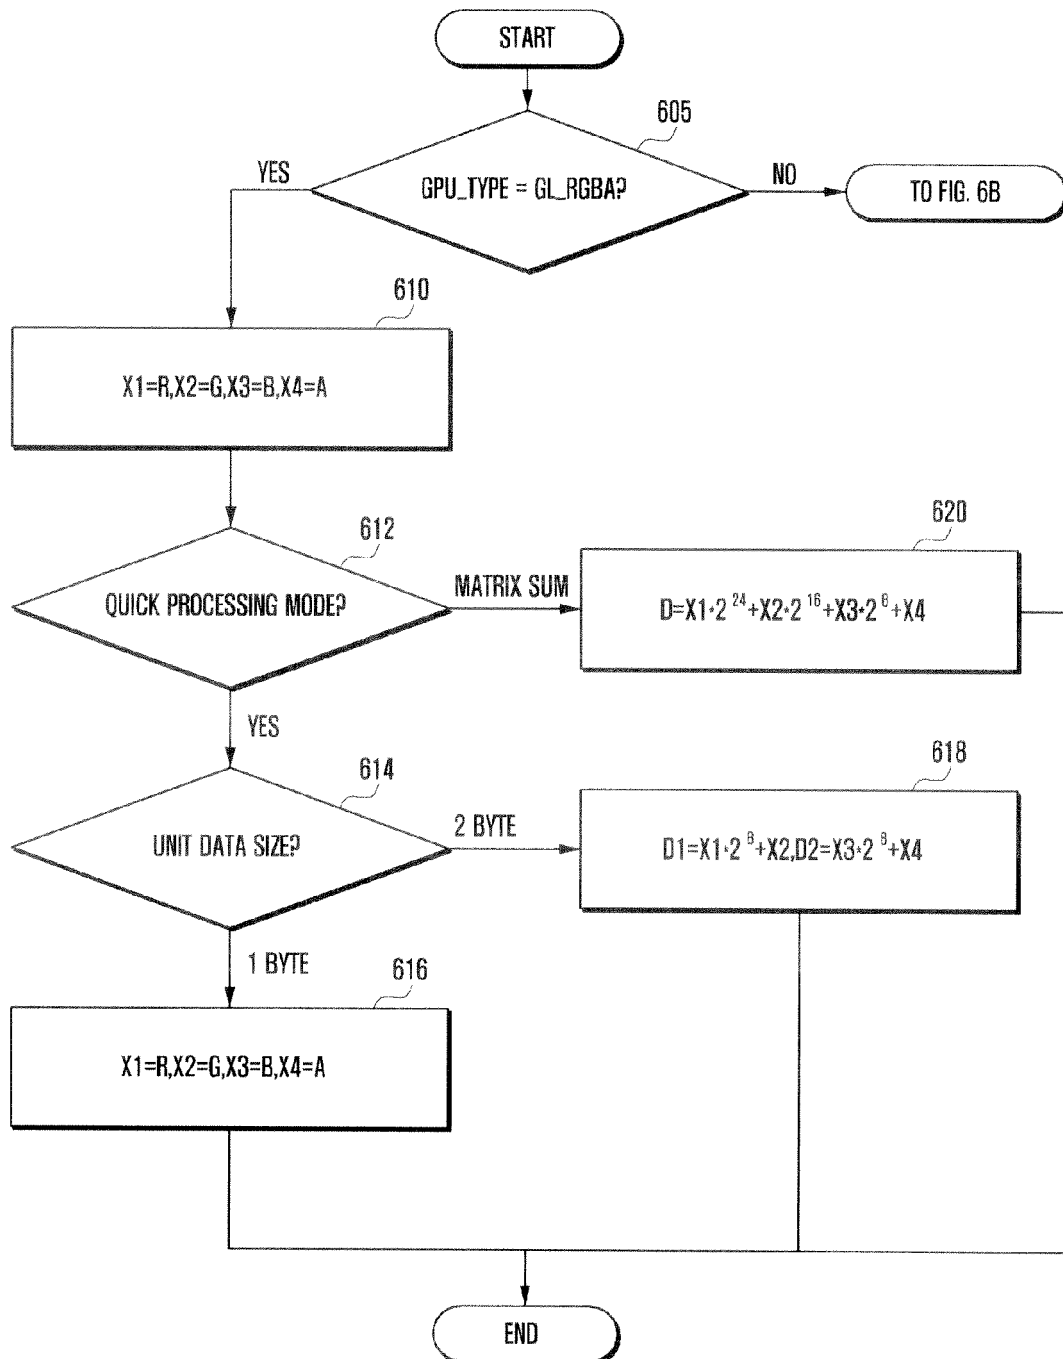 START
605
YES
GPU_TYPE = GL_RGBA?
NO
TO FIG. 6B
610
X1=R,X2=G,X3=B,X4=A
612
QUICK PROCESSING MODE?
MATRIX SUM
620
D=X1·2^24+X2·2^16+X3·2^8+X4
YES
614
UNIT DATA SIZE?
2 BYTE
618
D1=X1·2^8+X2,D2=X3·2^8+X4
1 BYTE
616
X1=R,X2=G,X3=B,X4=A
END